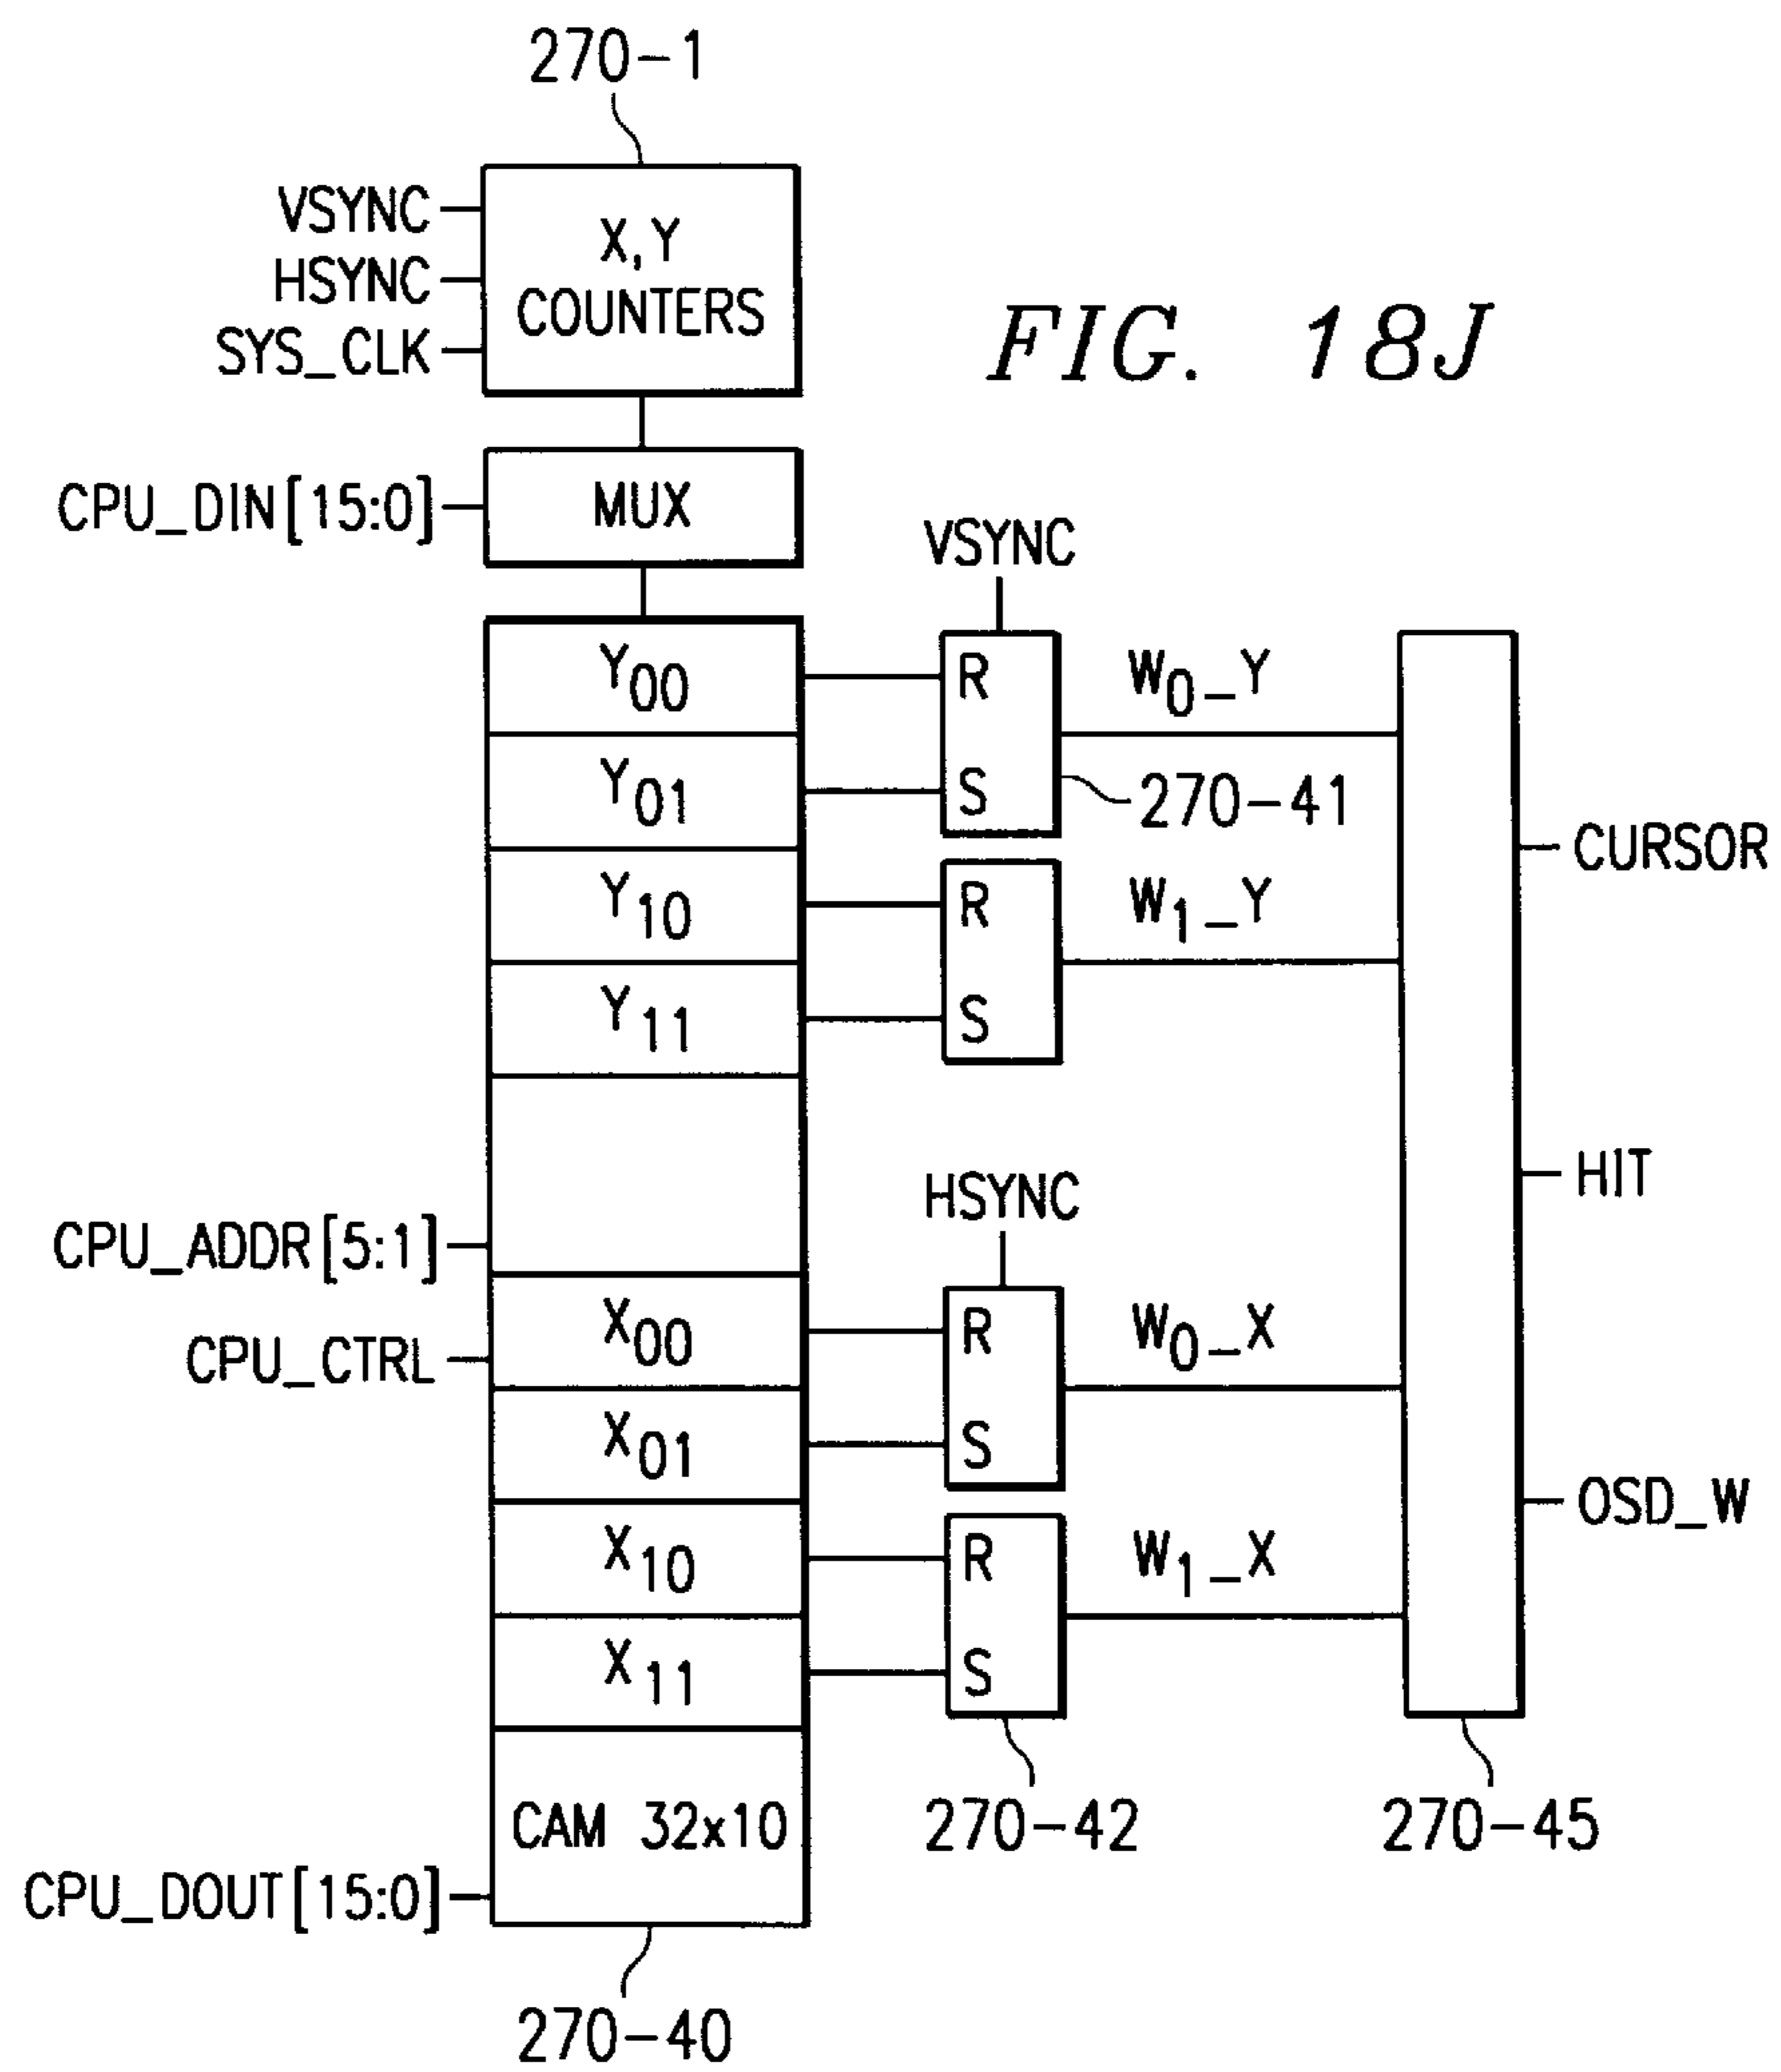 270-1
VSYNC
HSYNC
SYS_CLK
X, Y
COUNTERS
FIG. 18J
CPU_DIN[15:0]
MUX
VSYNC
Y00
R
W0_Y
Y01
S
270-41
CURSOR
Y10
R
W1_Y
Y11
S
HSYNC
HIT
CPU_ADDR[5:1]
X00
R
W0_X
CPU_CTRL
X01
S
OSD_W
X10
R
W1_X
X11
S
CAM 32x10
270-42
270-45
CPU_DOUT[15:0]
270-40